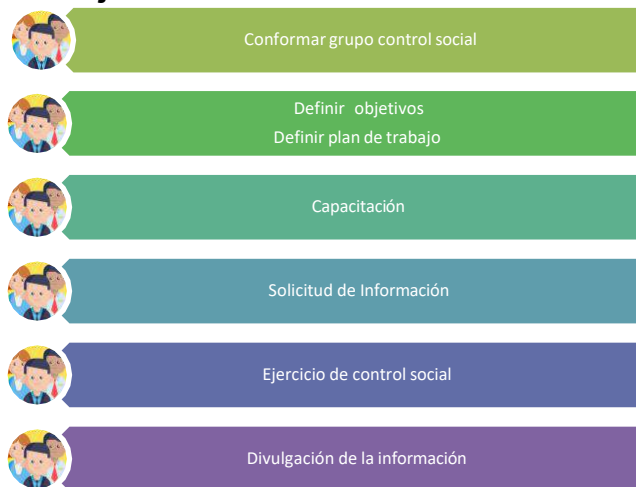 Conformar grupo control social
Definir objetivos
Definir plan de trabajo
Capacitación
Solicitud de Información
Ejercicio de control social
Divulgación de la información